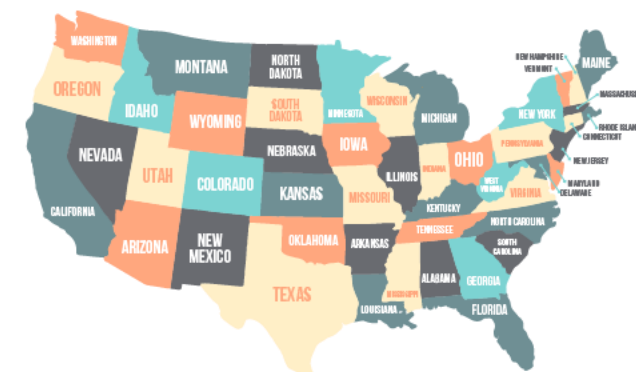 WASHINGTON
OREGON
IDAHO
MONTANA
NORTH
DAKOTA
SOUTH
DAKOTA
MINNESOTA
WISCONSIN
MICHIGAN
WYOMING
NEVADA
UTAH
COLORADO
CALIFORNIA
ARIZONA
NEW
MEXICO
NEBRASKA
KANSAS
OKLAHOMA
TEXAS
IOWA
MISSOURI
ARKANSAS
LOUISIANA
ILLINOIS
INDIANA
OHIO
KENTUCKY
TENNESSEE
MISSISSIPPI
ALABAMA
GEORGIA
FLORIDA
SOUTH
CAROLINA
NORTH CAROLINA
VIRGINIA
WEST
VIRGINIA
PENNSYLVANIA
NEW YORK
NEW HAMPSHIRE
VERMONT
MAINE
MASSACHUSE
RHODE ISLAN
CONNECTICUT
NEW JERSEY
MARYLAND
DELAWARE